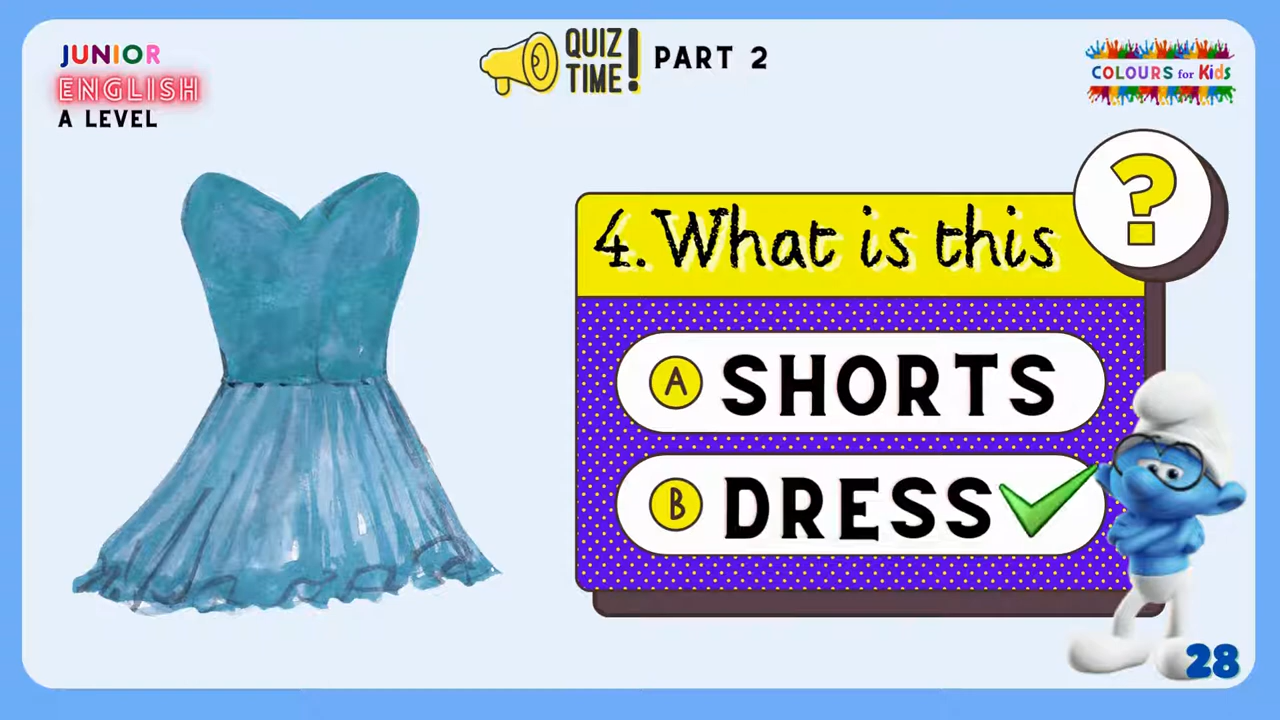 JUNIOR
ENGLISH
A LEVEL
QUIZ
TIME!
PART 2
COLOURS for Kids
?
4. What is this
A SHORTS
B DRESS
28